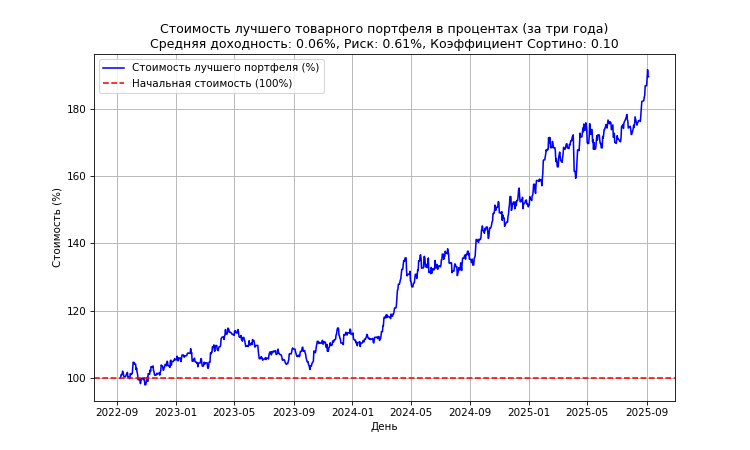 Стоимость лучшего товарного портфеля в процентах (за три года)
Средняя доходность: 0.06%, Риск: 0.61%, Коэффициент Сортино: 0.10
Стоимость лучшего портфеля (%)
Начальная стоимость (100%)
Стоимость (%)
180
160
140
120
100
2022-09 2023-01 2023-05 2023-09 2024-01 2024-05 2024-09 2025-01 2025-05 2025-09
День